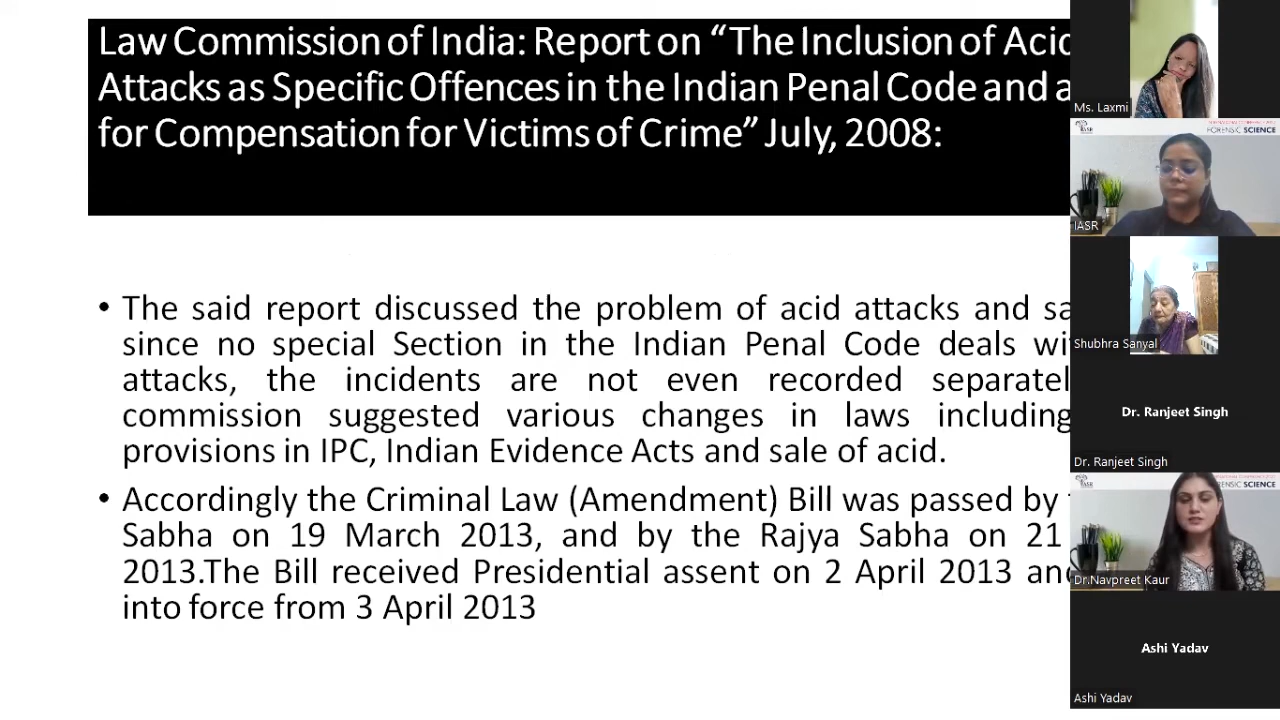 Law Commission of India: Report on “The Inclusion of Acid
Attacks as Specific Offences in the Indian Penal Code and a
for Compensation for Victims of Crime” July, 2008:
• The said report discussed the problem of acid attacks and sa
since no special Section in the Indian Penal Code deals wi
attacks, the incidents are not even recorded separatel
commission suggested various changes in laws including
provisions in IPC, Indian Evidence Acts and sale of acid.
• Accordingly the Criminal Law (Amendment) Bill was passed by
Sabha on 19 March 2013, and by the Rajya Sabha on 21
2013.The Bill received Presidential assent on 2 April 2013 an
into force from 3 April 2013
Ms. Laxmi
IASR
FORENSIC SCIENCE
IASR
Shubhra Sanyal
Dr. Ranjeet Singh
Dr. Ranjeet Singh
IASR
FORENSIC SCIENCE
Dr.Navpreet Kaur
Ashi Yadav
Ashi Yadav